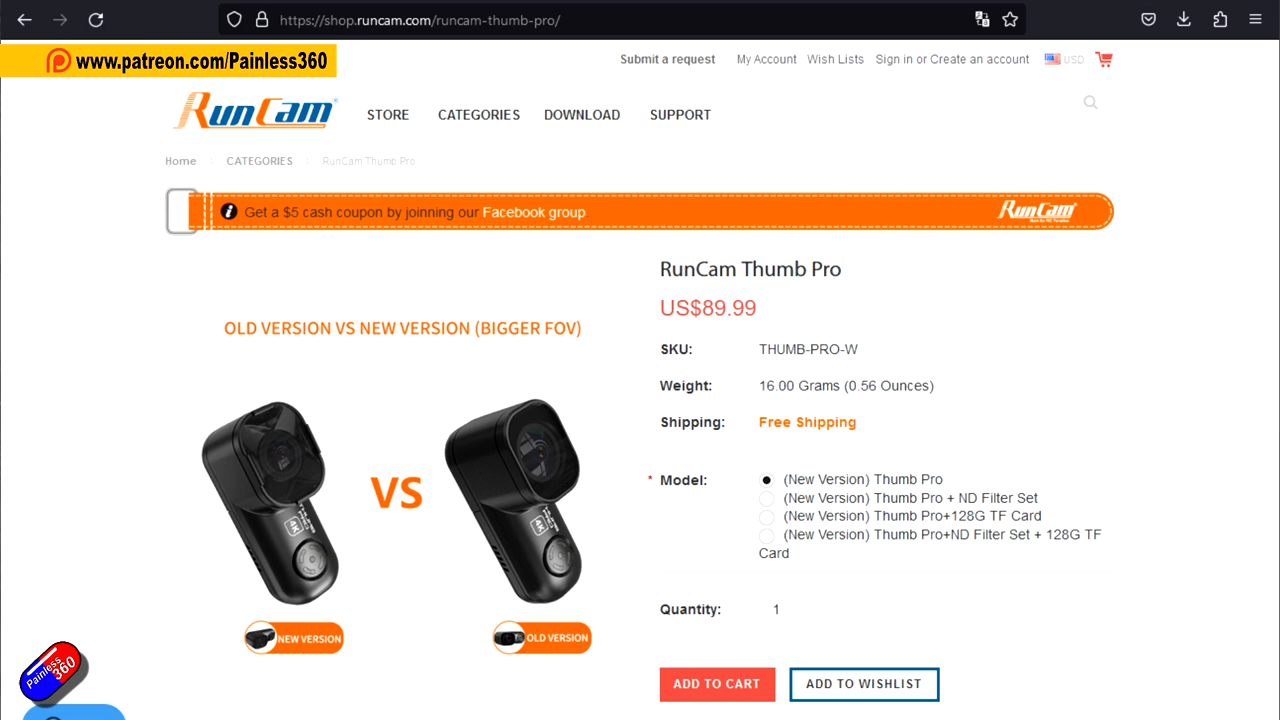 https://shop.runcam.com/runcam-thumb-pro/
www.patreon.com/Painless360
Submit a request My Account Wish Lists Sign in or Create an account USD
RunCam STORE CATEGORIES DOWNLOAD SUPPORT
Home CATEGORIES RunCam Thumb Pro
Get a $5 cash coupon by joinning our Facebook group RunCam
RunCam Thumb Pro
US$89.99
OLD VERSION VS NEW VERSION (BIGGER FOV)
SKU: THUMB-PRO-W
Weight: 16.00 Grams (0.56 Ounces)
Shipping: Free Shipping
* Model: (New Version) Thumb Pro
(New Version) Thumb Pro + ND Filter Set
(New Version) Thumb Pro+128G TF Card
(New Version) Thumb Pro+ND Filter Set + 128G TF
Card
VS
4K
4K
Quantity: 1
NEW VERSION
OLD VERSION
Painless360
ADD TO CART ADD TO WISHLIST